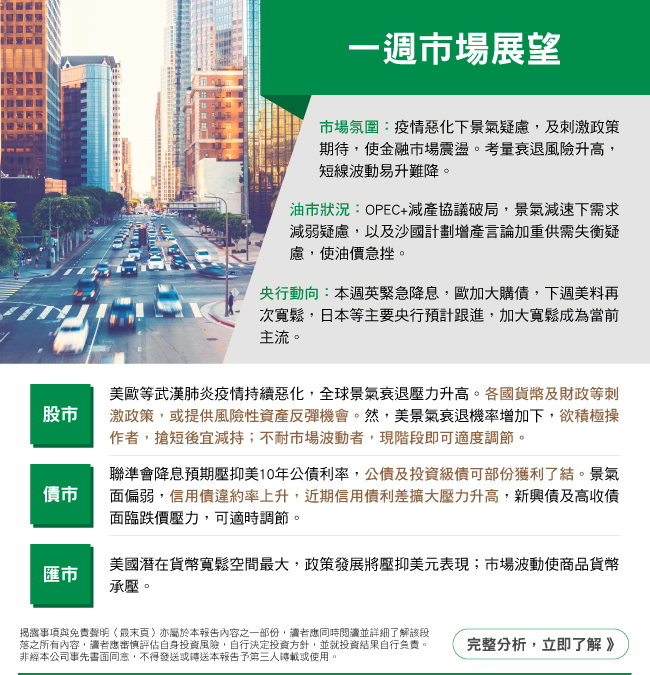 一週市場展望
市場氛圍：疫情惡化下景氣疑慮，及刺激政策
期待，使金融市場震盪。考量衰退風險升高，
短線波動易升難降。
油市狀況：OPEC+減產協議破局，景氣減速下需求
減弱疑慮，以及沙國計劃增產言論加重供需失衡疑
慮，使油價急挫。
央行動向：本週英緊急降息，歐加大購債，下週美料再
次寬鬆，日本等主要央行預計跟進，加大寬鬆成為當前
主流。
股市
美歐等武漢肺炎疫情持續惡化，全球景氣衰退壓力升高。各國貨幣及財政等刺
激政策，或提供風險性資產反彈機會。然，美景氣衰退機率增加下，欲積極操
作者，搶短後宜減持；不耐市場波動者，現階段即可適度調節。
債市
聯準會降息預期壓抑美10年公債利率，公債及投資級債可部份獲利了結。景氣
面偏弱，信用債違約率上升，近期信用債利差擴大壓力升高，新興債及高收債
面臨跌價壓力，可適時調節。
匯市
美國潛在貨幣寬鬆空間最大，政策發展將壓抑美元表現；市場波動使商品貨幣
承壓。
揭露事項與免責聲明（最末頁）亦屬於本報告內容之一部份，讀者應同時閱讀並詳細了解該段
落之所有內容，讀者應審慎評估自身投資風險，自行決定投資方針，並就投資結果自行負責。
非經本公司事先書面同意，不得發送或轉送本報告予第三人轉載或使用。
完整分析，立即了解 》